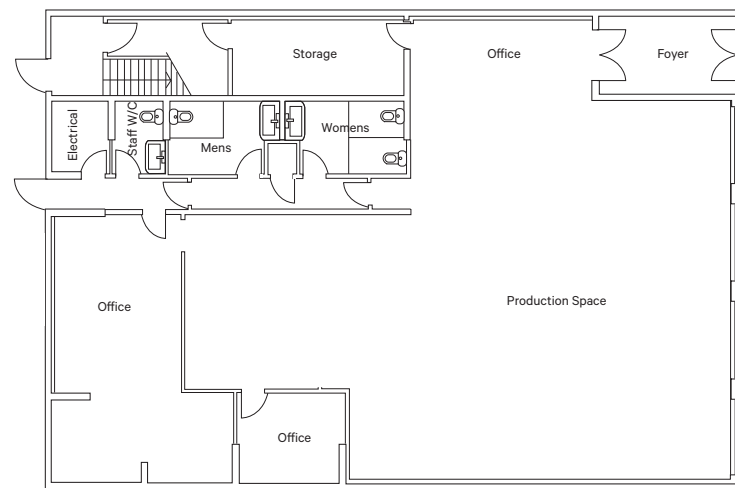 Storage
Office
Foyer
Electrical
Staff W/C
Mens
Womens
Office
Production Space
Office